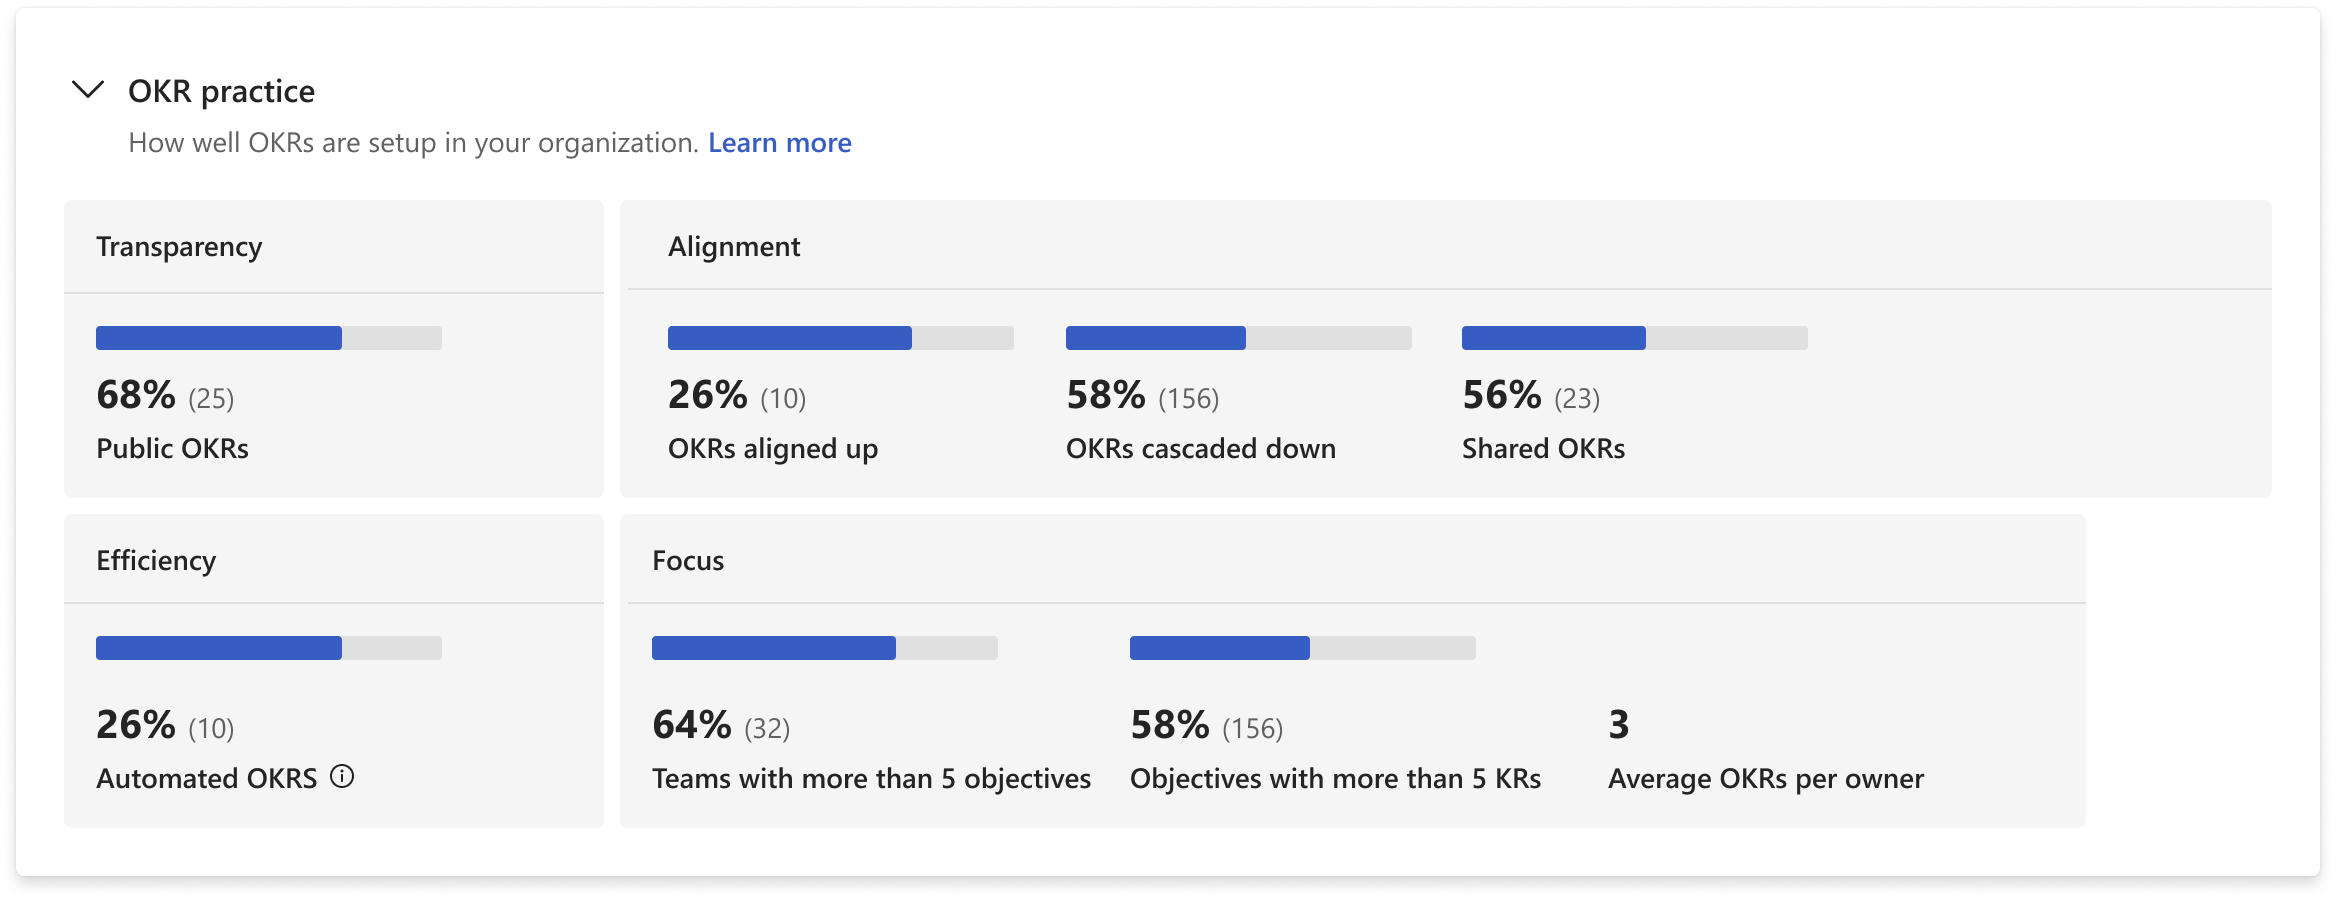 OKR practice
How well OKRs are setup in your organization. Learn more
Transparency
68% (25)
Public OKRs
Alignment
26% (10)
OKRs aligned up
58% (156)
OKRs cascaded down
56% (23)
Shared OKRs
Efficiency
26% (10)
Automated OKRS
Focus
64% (32)
Teams with more than 5 objectives
58% (156)
Objectives with more than 5 KRs
3
Average OKRs per owner